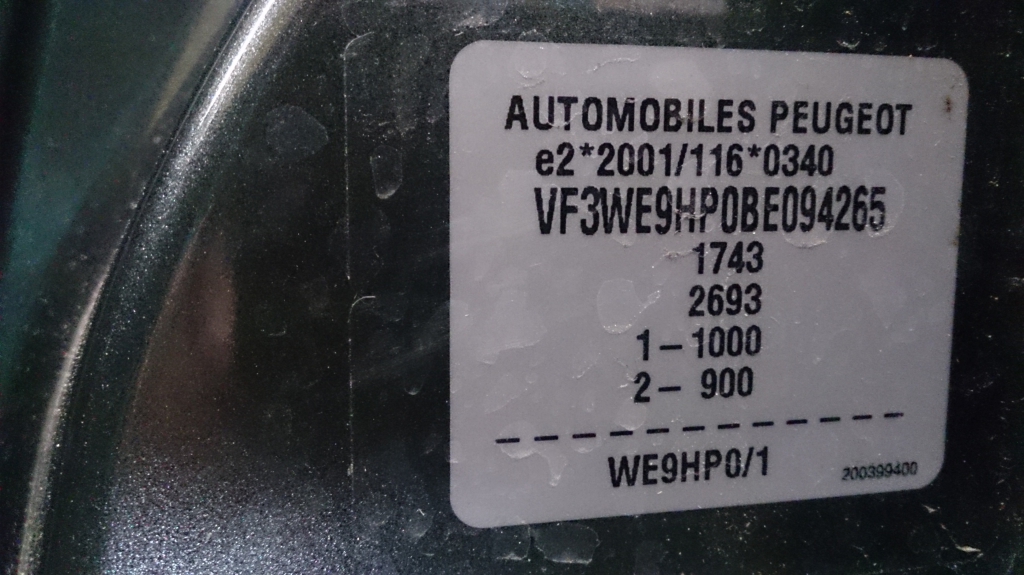 AUTOMOBILES PEUGEOT
e2*2001/116*0340
VF3WE9HP0BE094265
1743
2693
1 – 1000
2 – 900
WE9HP0/1
200399400